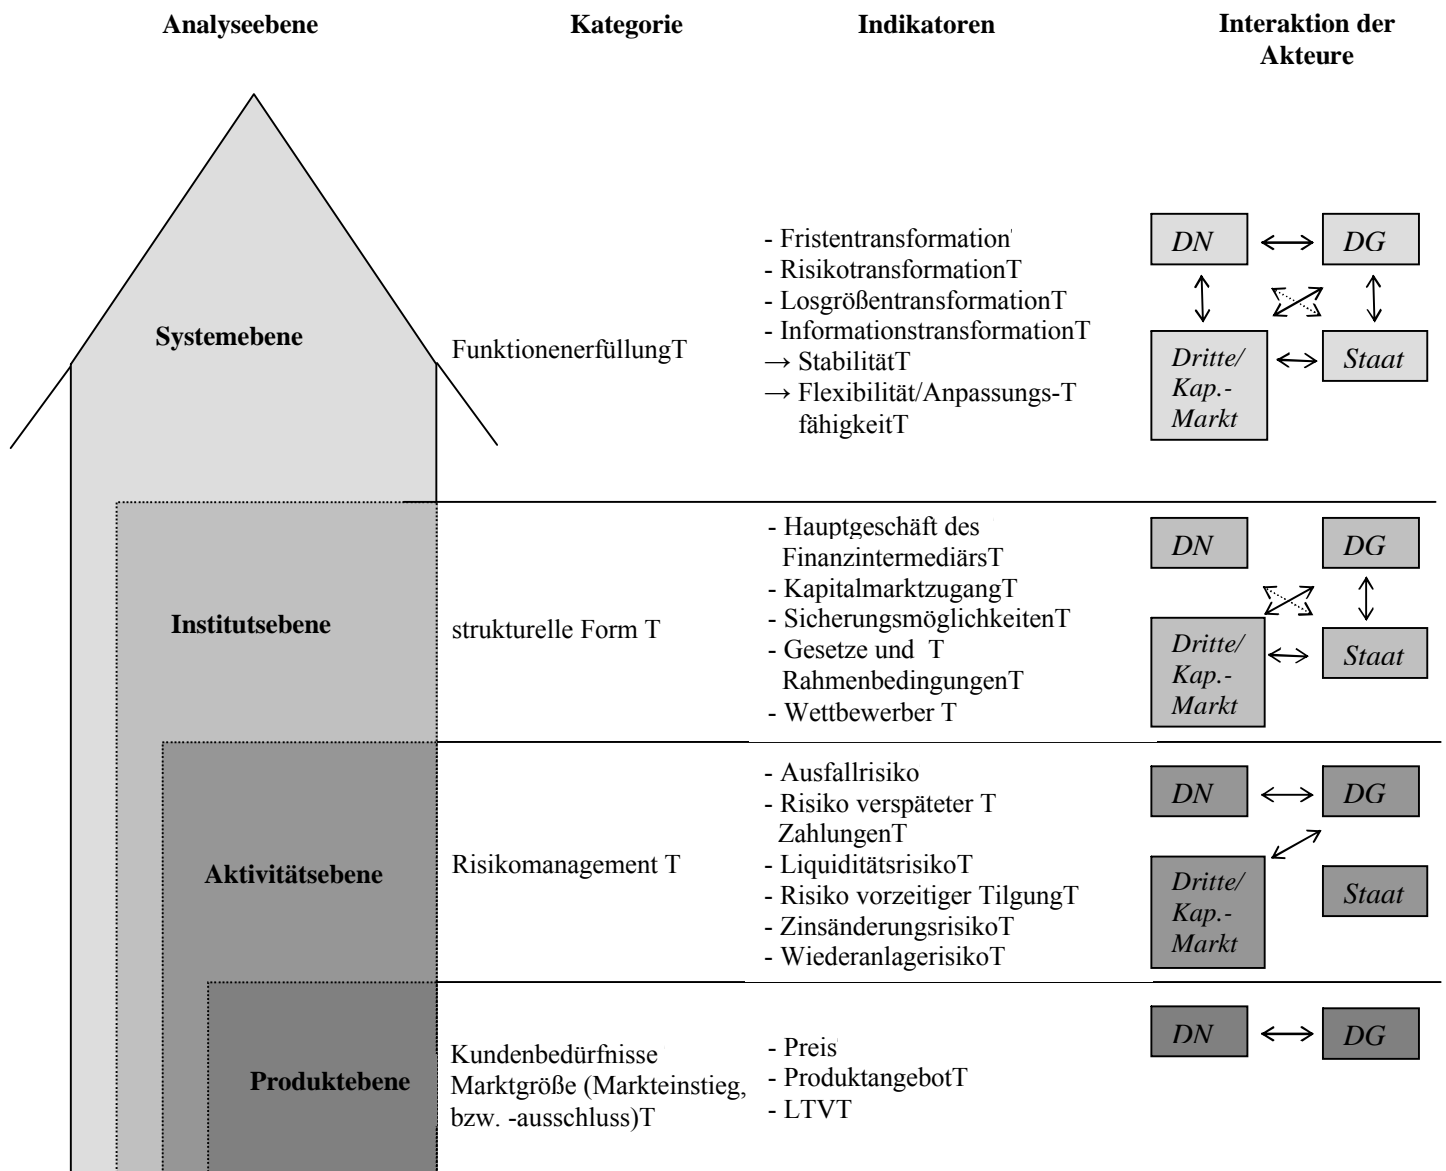 Analyseebene
Kategorie
Indikatoren
Interaktion der
Akteure
Systemebene
FunktionenerfüllungT
- Fristentransformation
- RisikotransformationT
- LosgrößentransformationT
- InformationstransformationT
→ StabilitätT
→ Flexibilität/Anpassungs-T
fähigkeitT
DN
DG
Dritte/
Kap.-
Markt
Staat
Institutsebene
strukturelle Form T
- Hauptgeschäft des
FinanzintermediärsT
- KapitalmarktzugangT
- SicherungsmöglichkeitenT
- Gesetze und T
RahmenbedingungenT
- Wettbewerber T
DN
DG
Dritte/
Kap.-
Markt
Staat
Aktivitätsebene
Risikomanagement T
- Ausfallrisiko
- Risiko verspäteter T
ZahlungenT
- LiquiditätsrisikoT
- Risiko vorzeitiger TilgungT
- ZinsänderungsrisikoT
- WiederanlagerisikoT
DN
DG
Dritte/
Kap.-
Markt
Staat
Produktebene
Kundenbedürfnisse
Marktgröße (Markteinstieg,
bzw. -ausschluss)T
- Preis
- ProduktangebotT
- LTVT
DN
DG